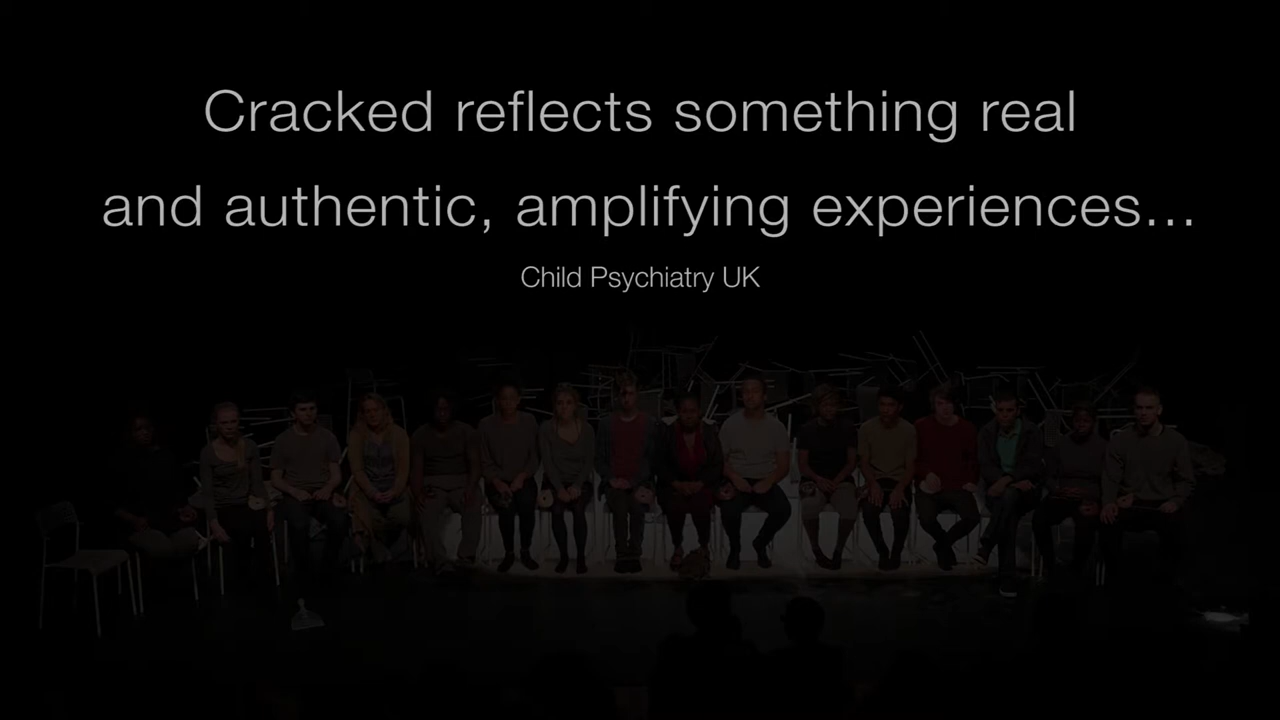 Cracked reflects something real
and authentic, amplifying experiences...
Child Psychiatry UK